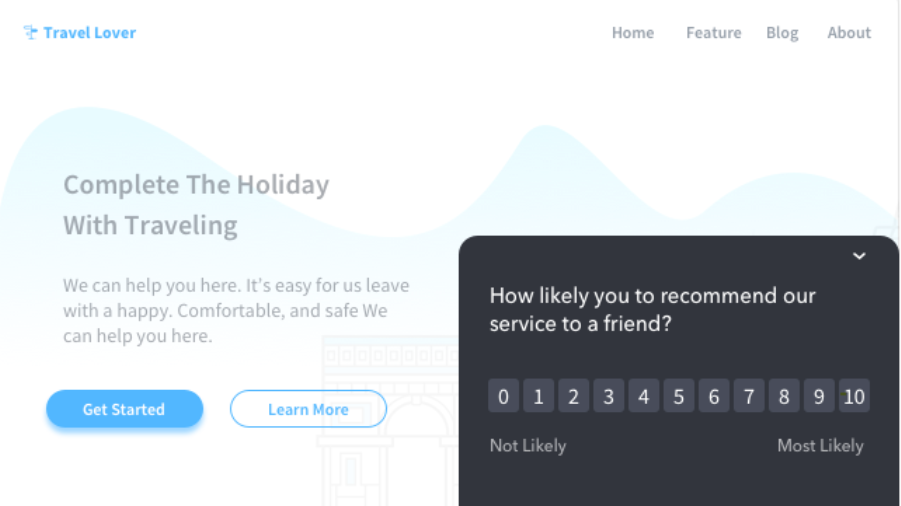 Travel Lover
Home Feature Blog About
Complete The Holiday
With Traveling
We can help you here. It's easy for us leave
with a happy. Comfortable, and safe We
can help you here.
Get Started Learn More
How likely you to recommend our
service to a friend?
0 1 2 3 4 5 6 7 8 9 10
Not Likely Most Likely